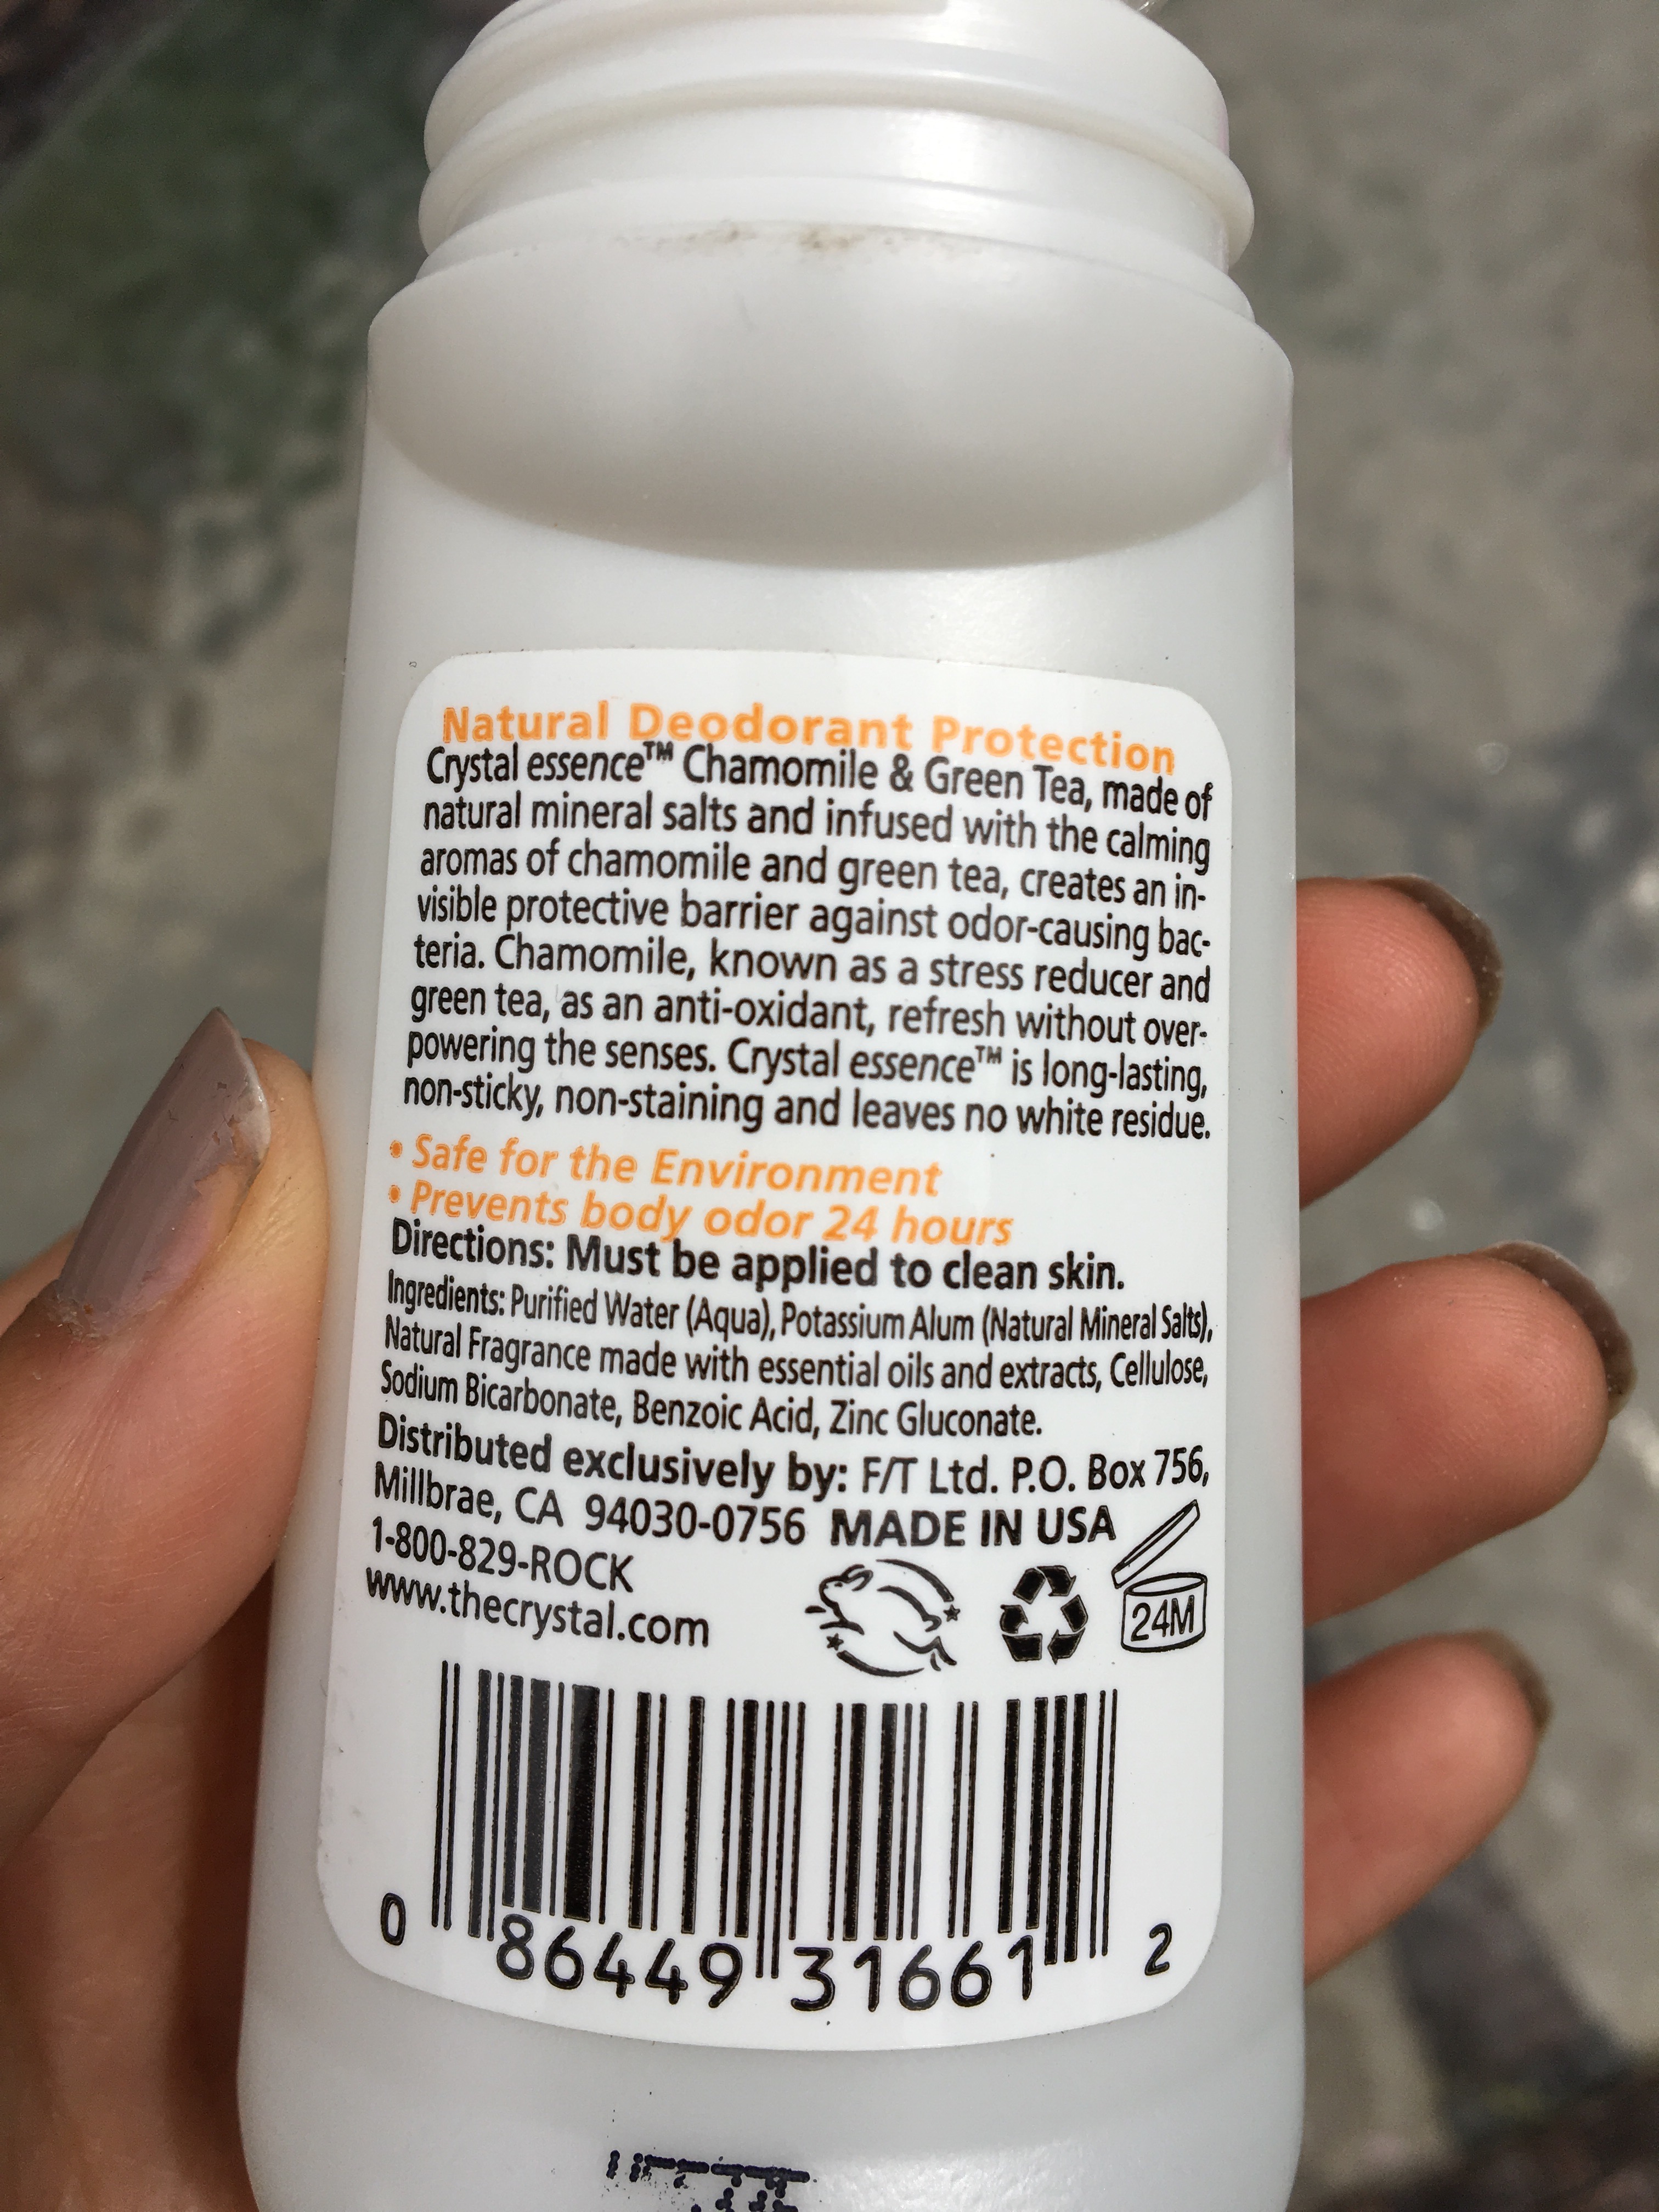 Natural Deodorant Protection
Crystal essence™ Chamomile & Green Tea, made of
natural mineral salts and infused with the calming
aromas of chamomile and green tea, creates an in-
visible protective barrier against odor-causing bac-
teria. Chamomile, known as a stress reducer and
green tea, as an anti-oxidant, refresh without over-
powering the senses. Crystal essence™ is long-lasting,
non-sticky, non-staining and leaves no white residue.
• Safe for the Environment
• Prevents body odor 24 hours
Directions: Must be applied to clean skin.
Ingredients: Purified Water (Aqua), Potassium Alum (Natural Mineral Salts),
Natural Fragrance made with essential oils and extracts, Cellulose,
Sodium Bicarbonate, Benzoic Acid, Zinc Gluconate.
Distributed exclusively by: F/T Ltd. P.O. Box 756,
Millbrae, CA 94030-0756 MADE IN USA
1-800-829-ROCK
www.thecrystal.com
24M
0 86449 31661 2